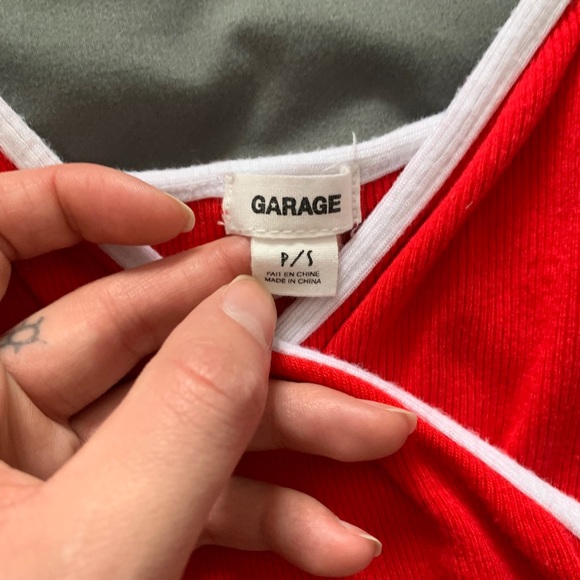 GARAGE
P/S
FAIT EN CHINE
MADE IN CHINA